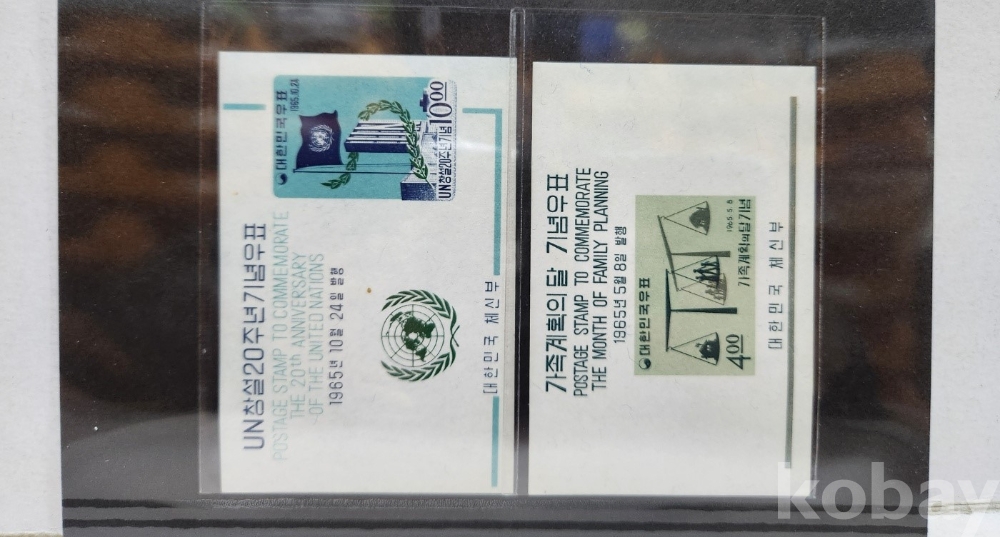 UN창설20주년기념우표
POSTAGE STAMP TO COMMEMORATE
THE 20th ANNIVERSARY
OF THE UNITED NATIONS
1965년 10월 24일 발행
대한민국우표
1965.10.24
UN창설20주년기념
1000
대한민국 체신부
가족계획의달 기념우표
POSTAGE STAMP TO COMMEMORATE
THE MONTH OF FAMILY PLANNING
1965년 5월 8일 발행
대한민국우표
1965.5.8
가족계획의달기념
400
대한민국 체신부
kobay